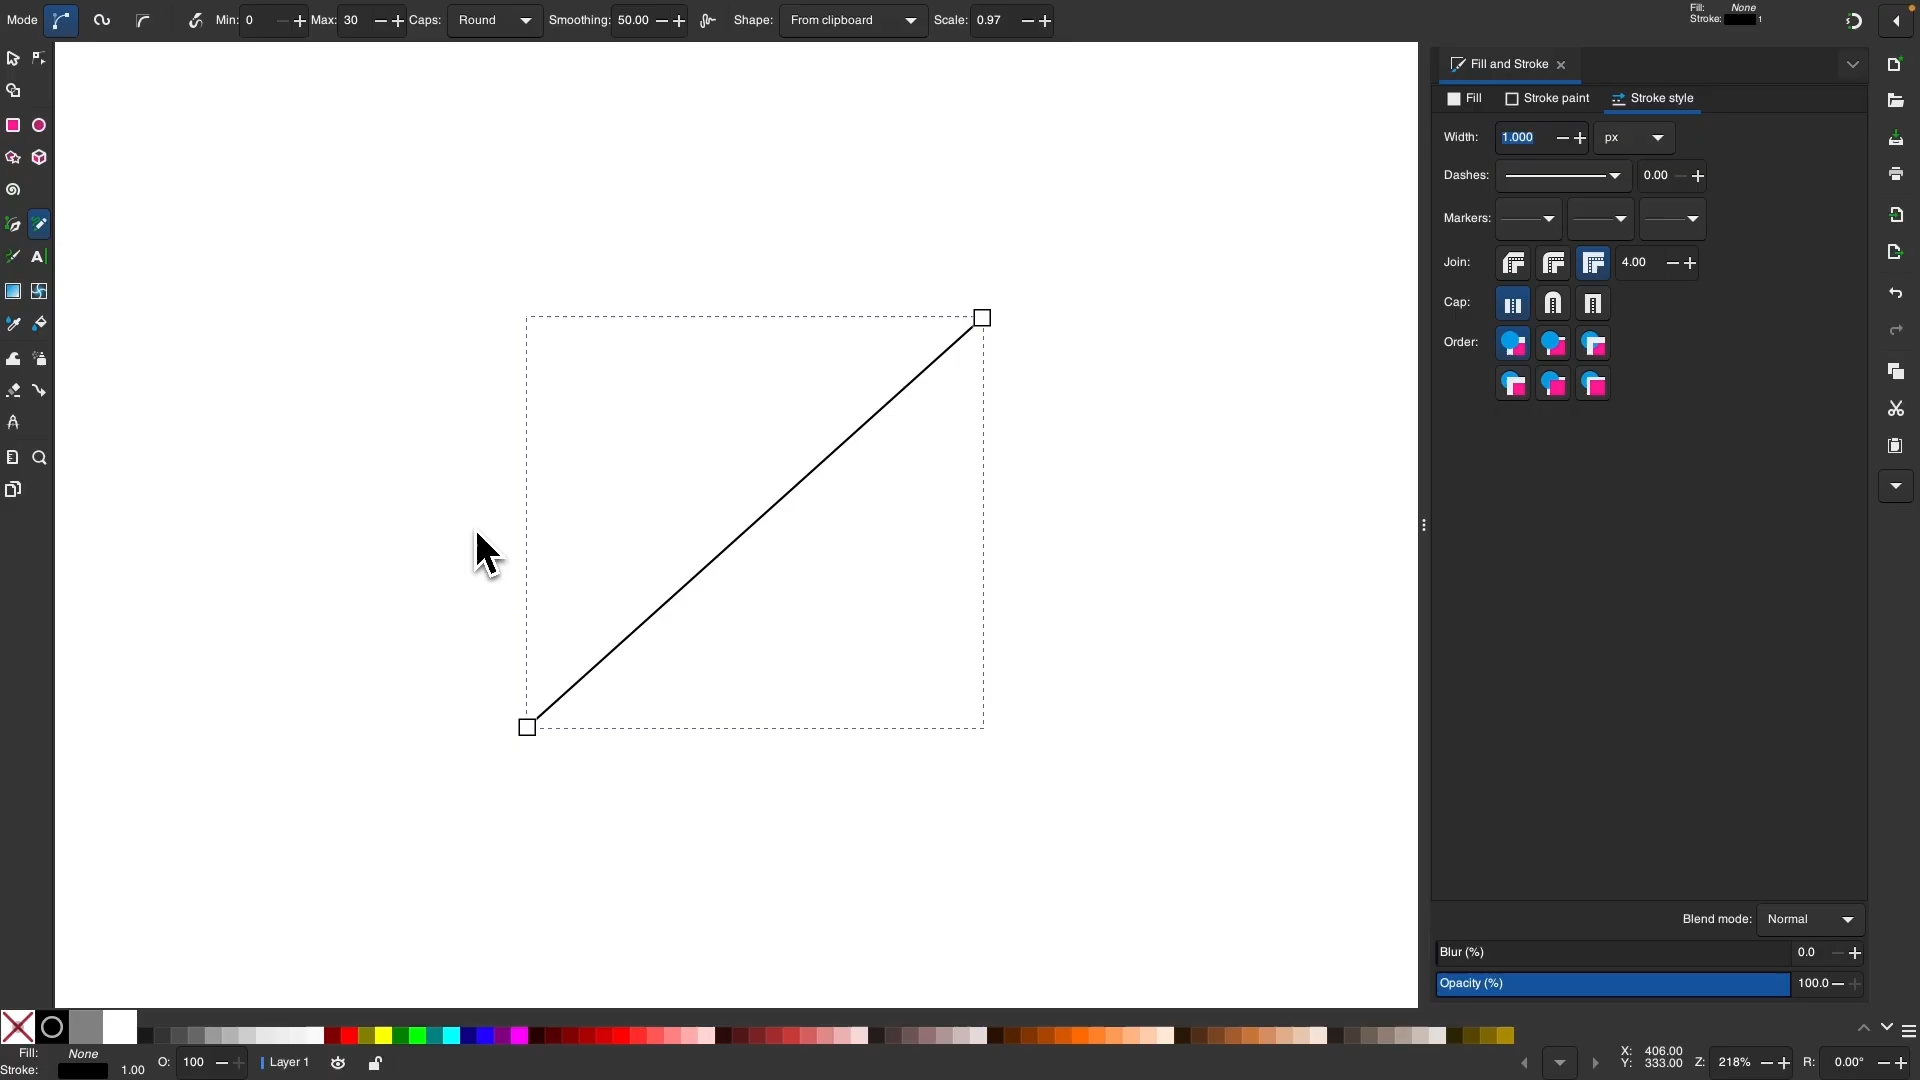 Mode Min: 0 Max: 30 Caps: Round Smoothing: 50.00 Shape: From clipboard Scale: 0.97 Fill: None
Stroke: 1
Fill and Stroke
Fill Stroke paint Stroke style
Width: 1.000 px
Dashes: 0.00
Markers:
Join: 4.00
Cap:
Order:
Blend mode: Normal
Blur (%) 0.0
Opacity (%) 100.0
Fill: None O: 100 Layer 1 X: 406.00 Z: 218% R: 0.00°
Stroke: 1.00 Y: 333.00